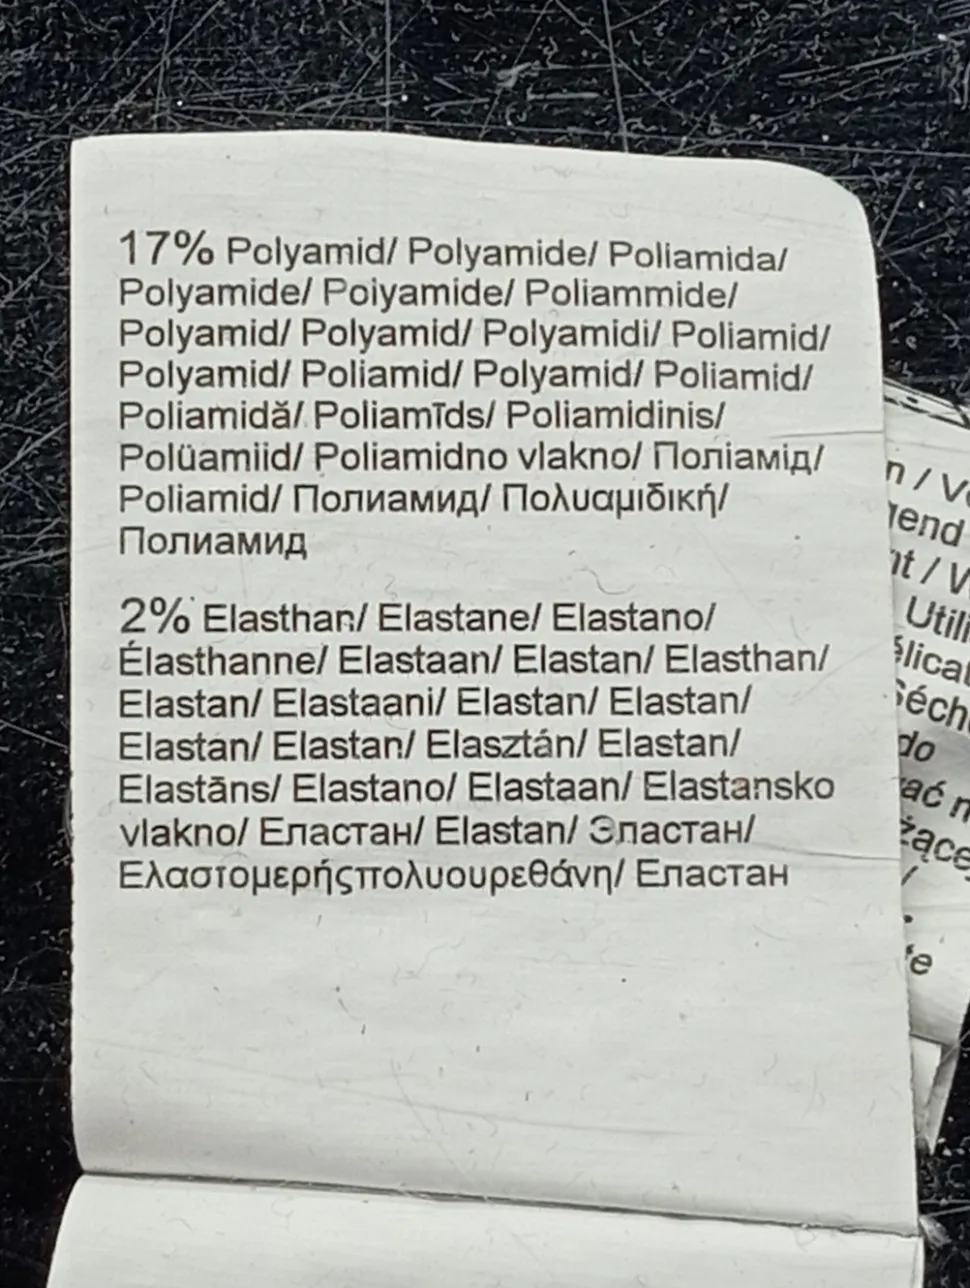 17% Polyamid/ Polyamide/ Poliamida/
Polyamide/ Poiyamide/ Poliammide/
Polyamid/ Polyamid/ Polyamidi/ Poliamid/
Polyamid/ Poliamid/ Polyamid/ Poliamid/
Poliamidă/ Poliamīds/ Poliamidinis/
Polüamiid/ Poliamidno vlakno/ Поліамід/
Poliamid/ Полиамид/ Πολυαμιδική/
Полиамид
2% Elasthan/ Elastane/ Elastano/
Élasthanne/ Elastaan/ Elastan/ Elasthan/
Elastan/ Elastaani/ Elastan/ Elastan/
Elastan/ Elastan/ Elasztán/ Elastan/
Elastāns/ Elastano/ Elastaan/ Elastansko
vlakno/ Еластан/ Elastan/ Эластан/
Ελαστομερήςπολυουρεθάνη/ Еластан